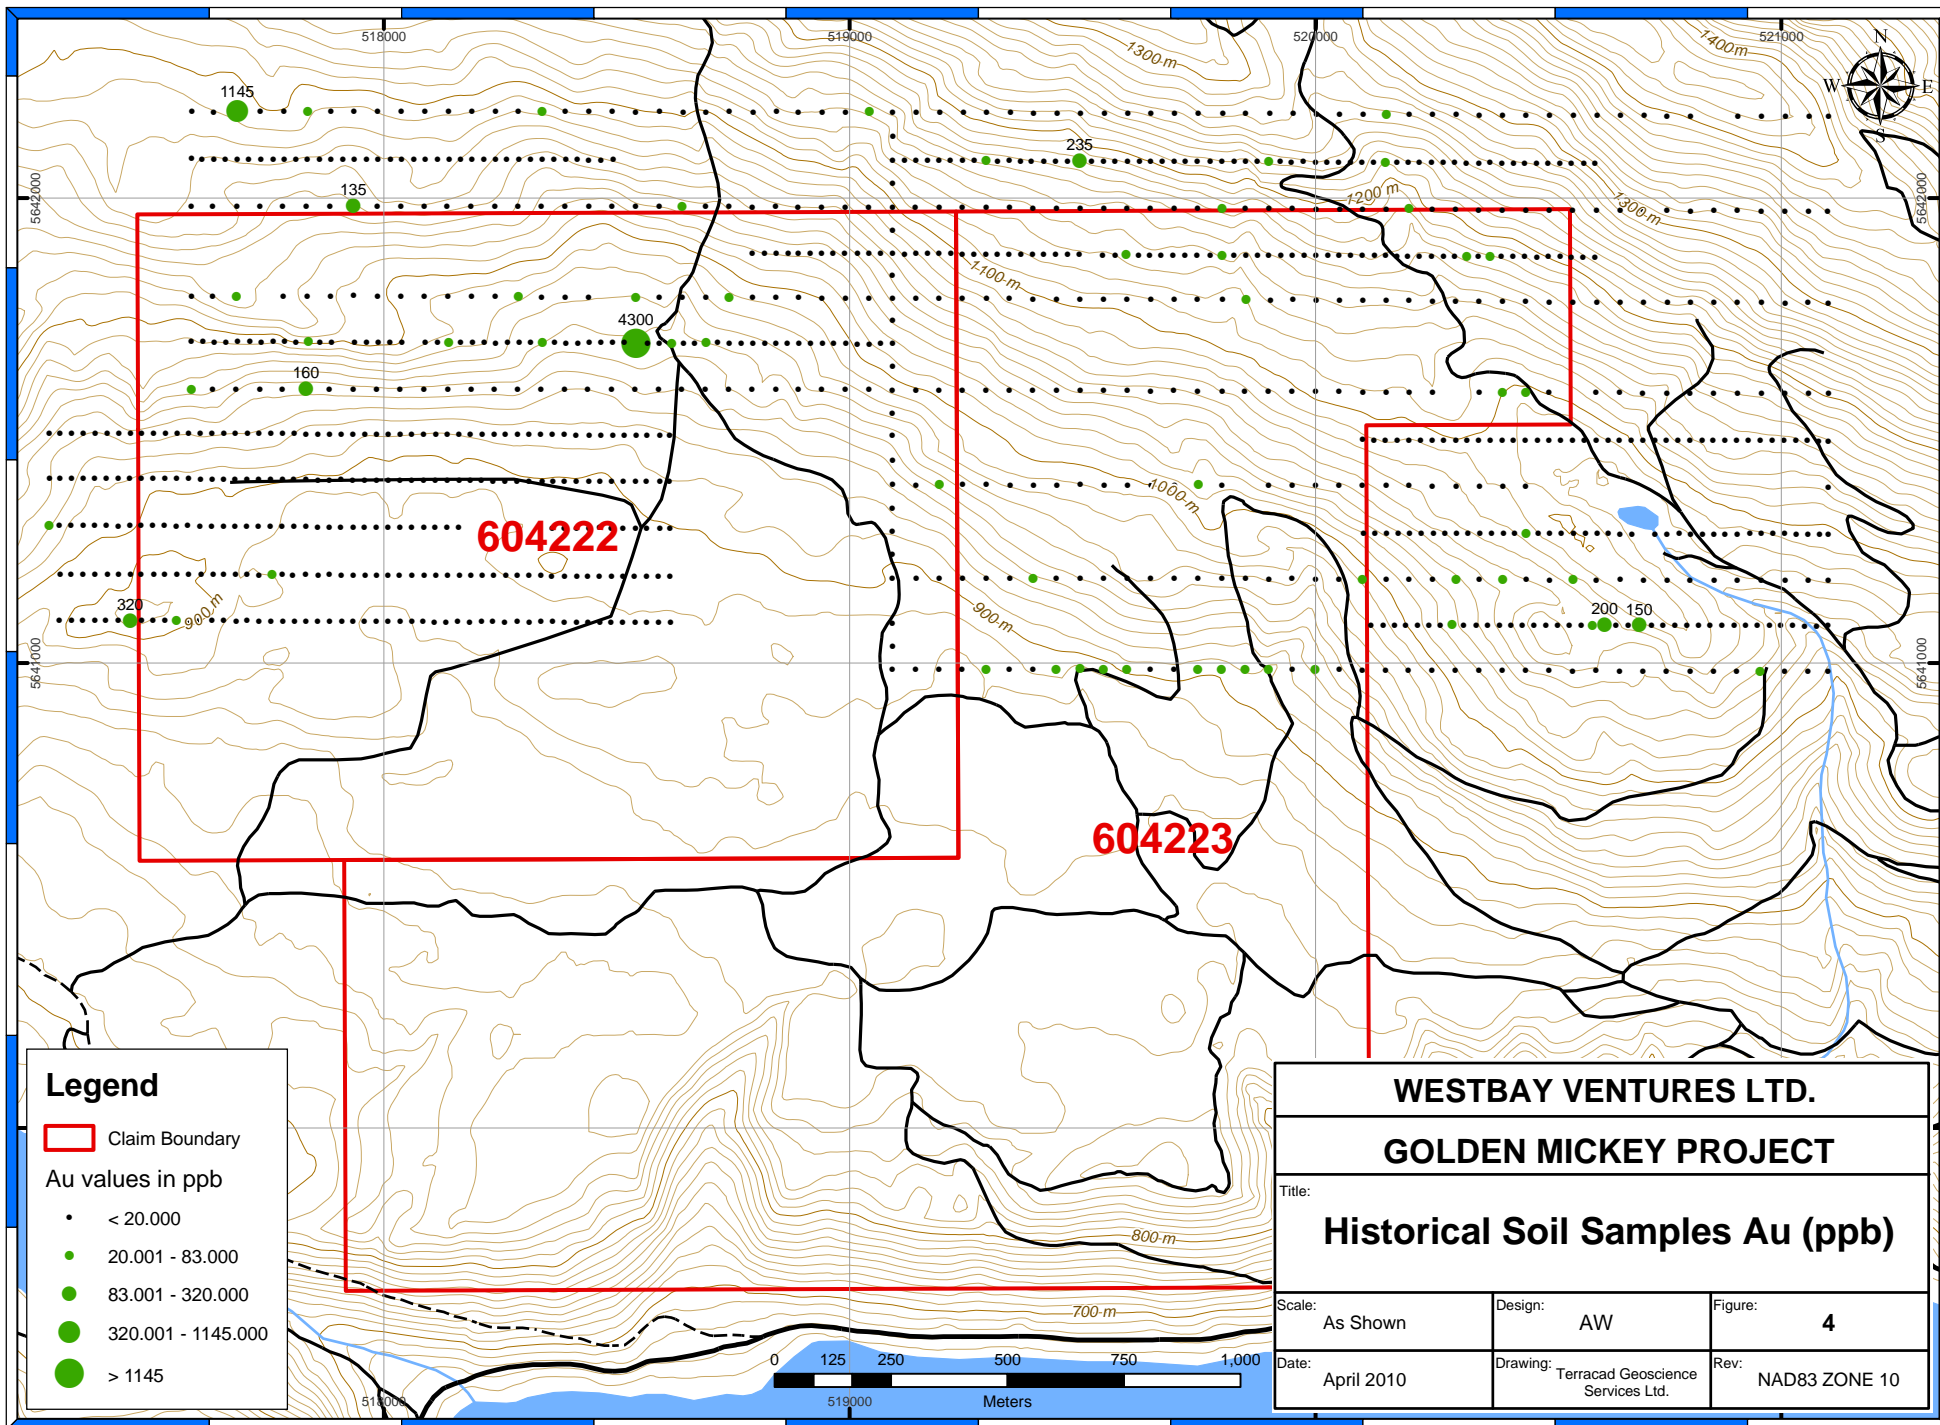 518000
519000
520000
521000
1300 m
1400 m
N
W
E
S
1145
235
135
5642000
5642000
1200 m
1300 m
1100 m
4300
160
1000 m
604222
320
900 m
900 m
200 150
5641000
5641000
604223
Legend
Claim Boundary
Au values in ppb
< 20.000
20.001 - 83.000
83.001 - 320.000
320.001 - 1145.000
> 1145
800 m
700 m
0 125 250 500 750 1,000
Meters
518000
519000
WESTBAY VENTURES LTD.
GOLDEN MICKEY PROJECT
Title:
Historical Soil Samples Au (ppb)
Scale:
As Shown
Design:
AW
Figure:
4
Date:
April 2010
Drawing:
Terracad Geoscience
Services Ltd.
Rev:
NAD83 ZONE 10